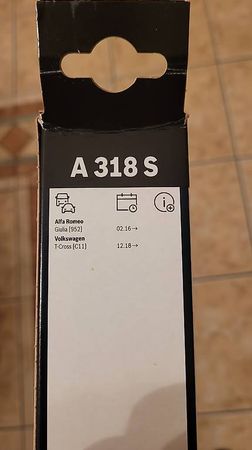 A 318 S
Alfa Romeo
Giulia (952) 02.16→
Volkswagen
T-Cross (C11) 12.18→